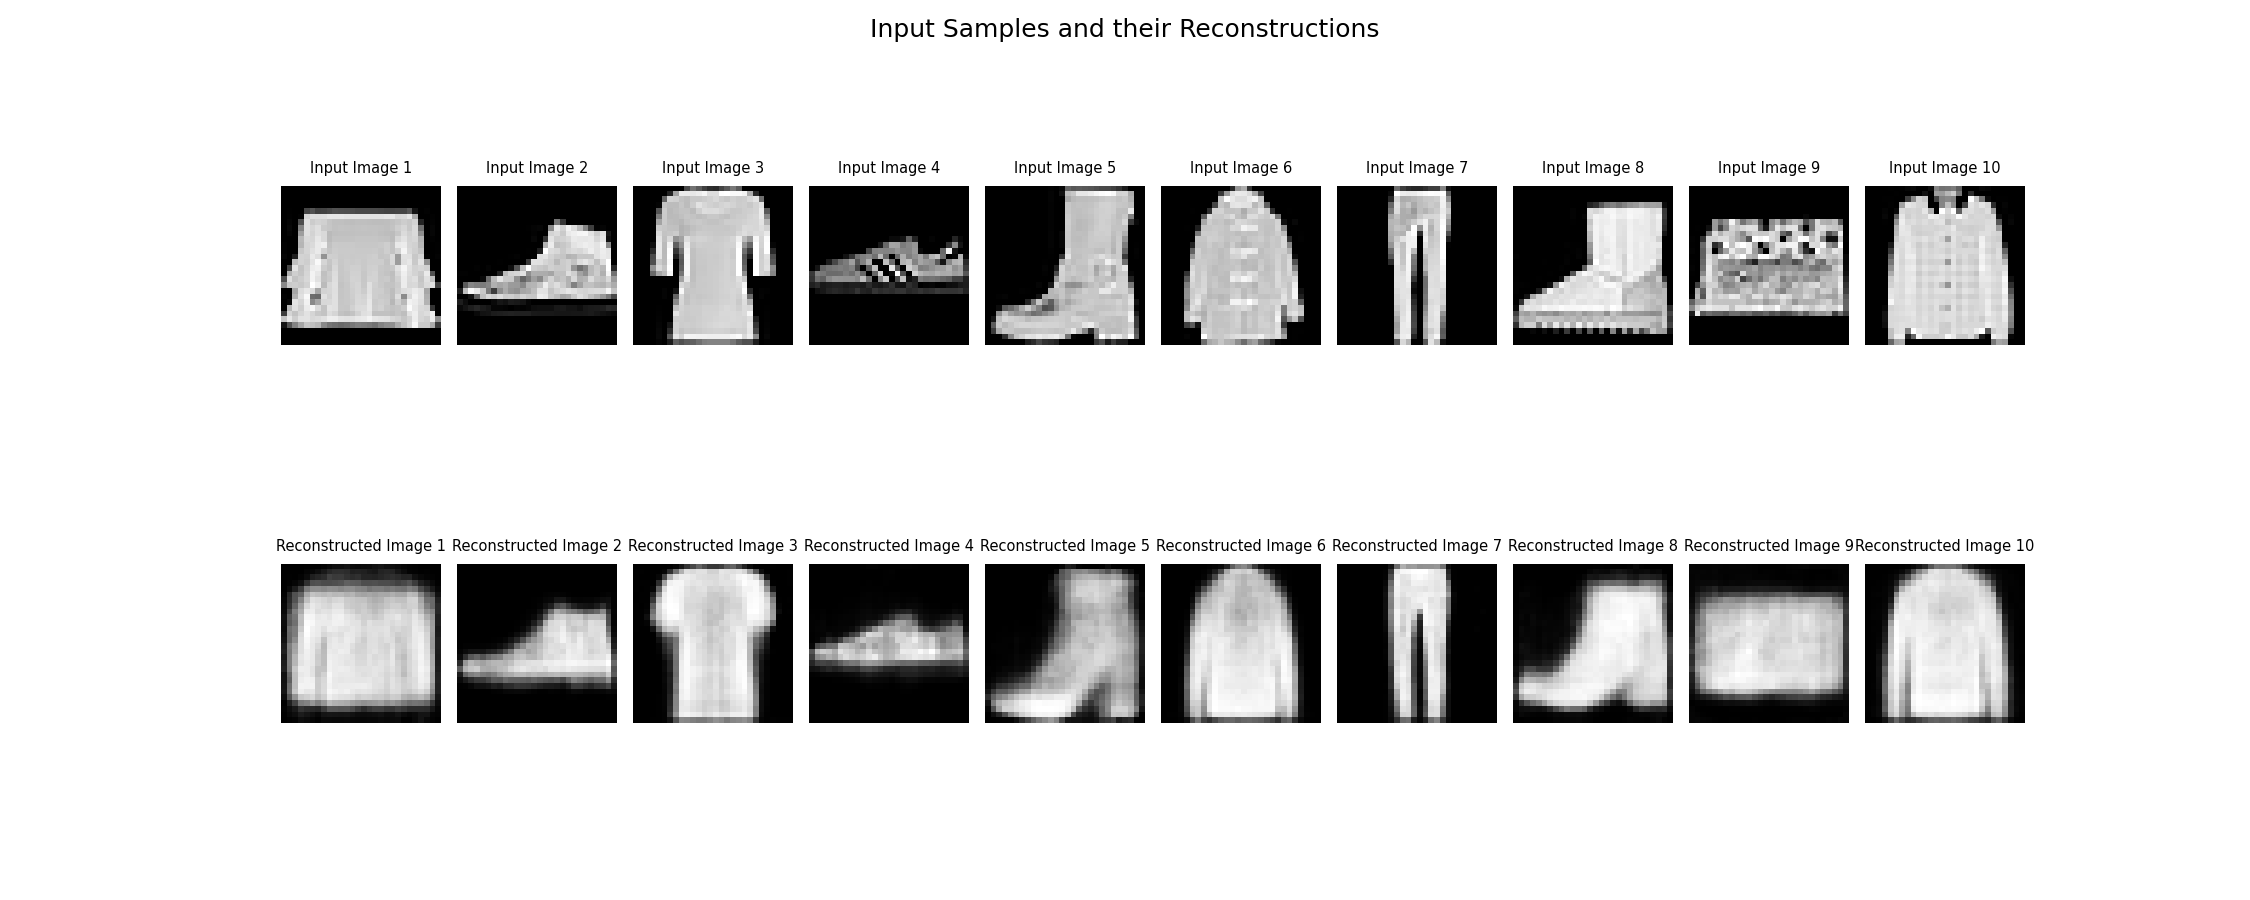 Input Samples and their Reconstructions
Input Image 1 Input Image 2 Input Image 3 Input Image 4 Input Image 5 Input Image 6 Input Image 7 Input Image 8 Input Image 9 Input Image 10
Reconstructed Image 1 Reconstructed Image 2 Reconstructed Image 3 Reconstructed Image 4 Reconstructed Image 5 Reconstructed Image 6 Reconstructed Image 7 Reconstructed Image 8 Reconstructed Image 9 Reconstructed Image 10